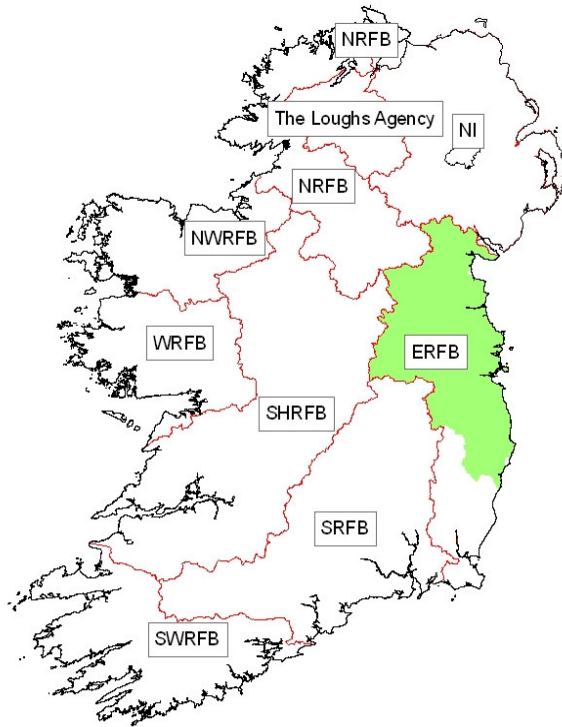 NRFB
The Loughs Agency
NI
NRFB
NWRFB
WRFB
ERFB
SHRFB
SRFB
SWRFB